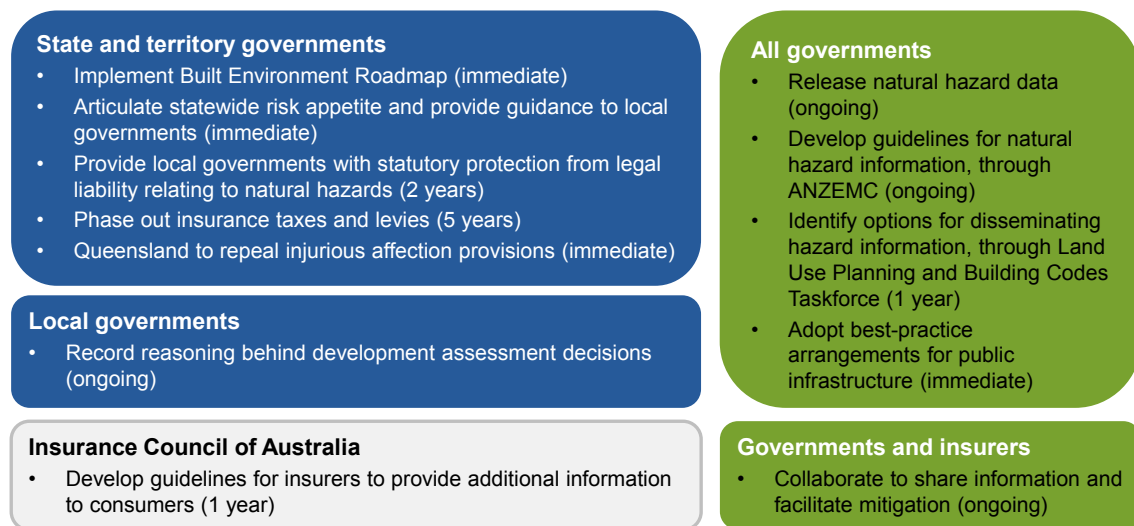 State and territory governments
• Implement Built Environment Roadmap (immediate)
• Articulate statewide risk appetite and provide guidance to local
governments (immediate)
• Provide local governments with statutory protection from legal
liability relating to natural hazards (2 years)
• Phase out insurance taxes and levies (5 years)
• Queensland to repeal injurious affection provisions (immediate)
Local governments
• Record reasoning behind development assessment decisions
(ongoing)
Insurance Council of Australia
• Develop guidelines for insurers to provide additional information
to consumers (1 year)
All governments
• Release natural hazard data
(ongoing)
• Develop guidelines for natural
hazard information, through
ANZEMC (ongoing)
• Identify options for disseminating
hazard information, through Land
Use Planning and Building Codes
Taskforce (1 year)
• Adopt best-practice
arrangements for public
infrastructure (immediate)
Governments and insurers
• Collaborate to share information and
facilitate mitigation (ongoing)